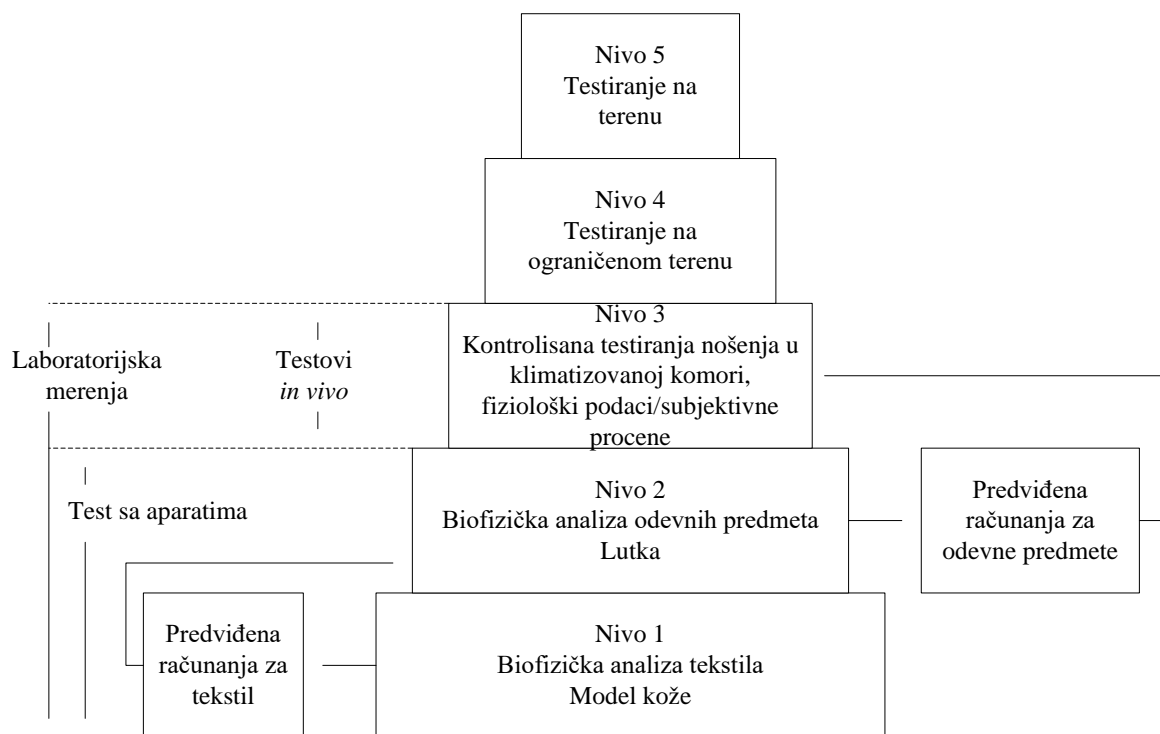 Nivo 5
Testiranje na
terenu
Nivo 4
Testiranje na
ograničenom terenu
Nivo 3
Kontrolisana testiranja nošenja u
klimatizovanoj komori,
fiziološki podaci/subjektivne
procene
Laboratorijska
merenja
Testovi
in vivo
Nivo 2
Biofizička analiza odevnih predmeta
Lutka
Test sa aparatima
Predviđena
računanja za
odevne predmete
Predviđena
računanja za
tekstil
Nivo 1
Biofizička analiza tekstila
Model kože